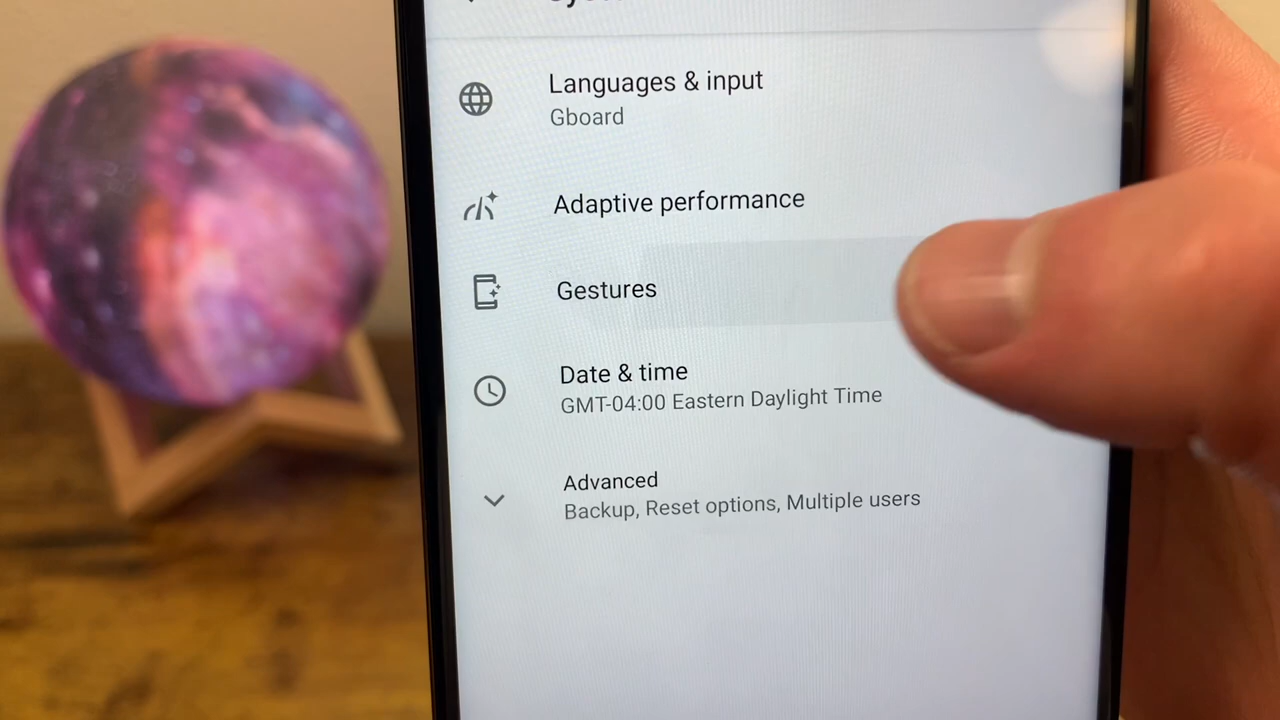 Languages & input
Gboard
Adaptive performance
Gestures
Date & time
GMT-04:00 Eastern Daylight Time
Advanced
Backup, Reset options, Multiple users